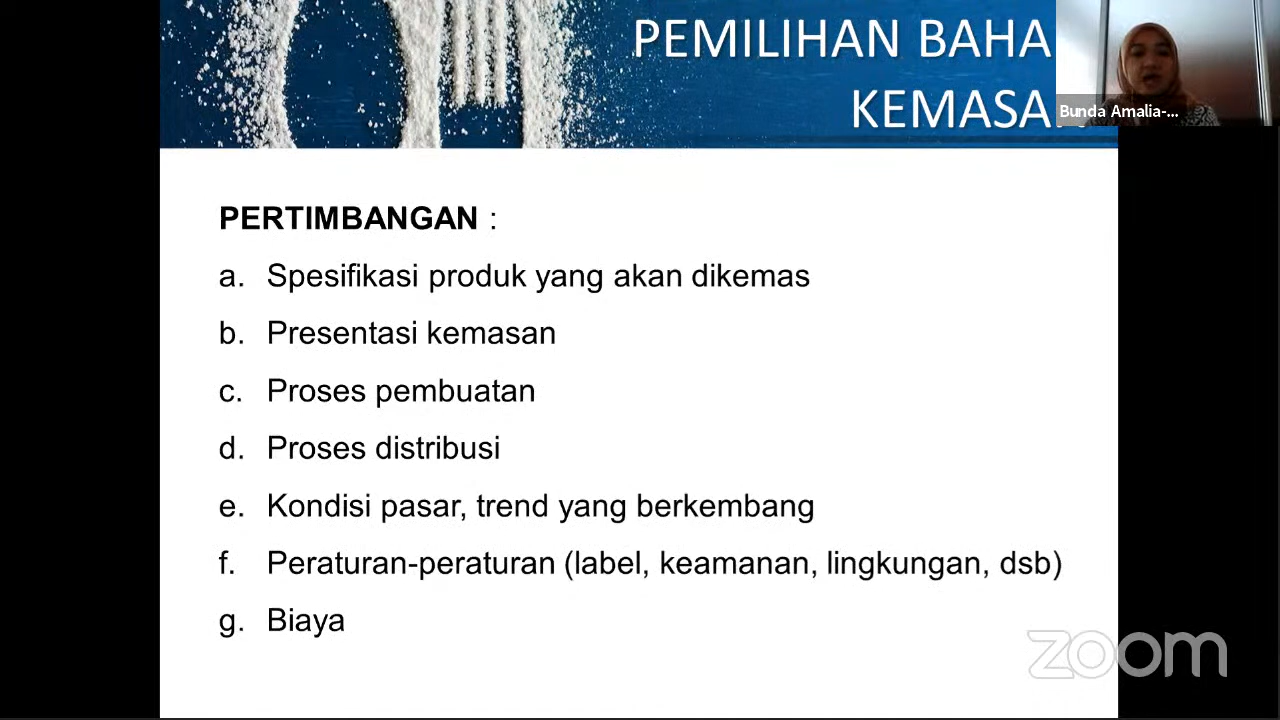 PEMILIHAN BAHA
KEMASA
Bunda Amalia-...
PERTIMBANGAN :
a. Spesifikasi produk yang akan dikemas
b. Presentasi kemasan
c. Proses pembuatan
d. Proses distribusi
e. Kondisi pasar, trend yang berkembang
f. Peraturan-peraturan (label, keamanan, lingkungan, dsb)
g. Biaya
zoom